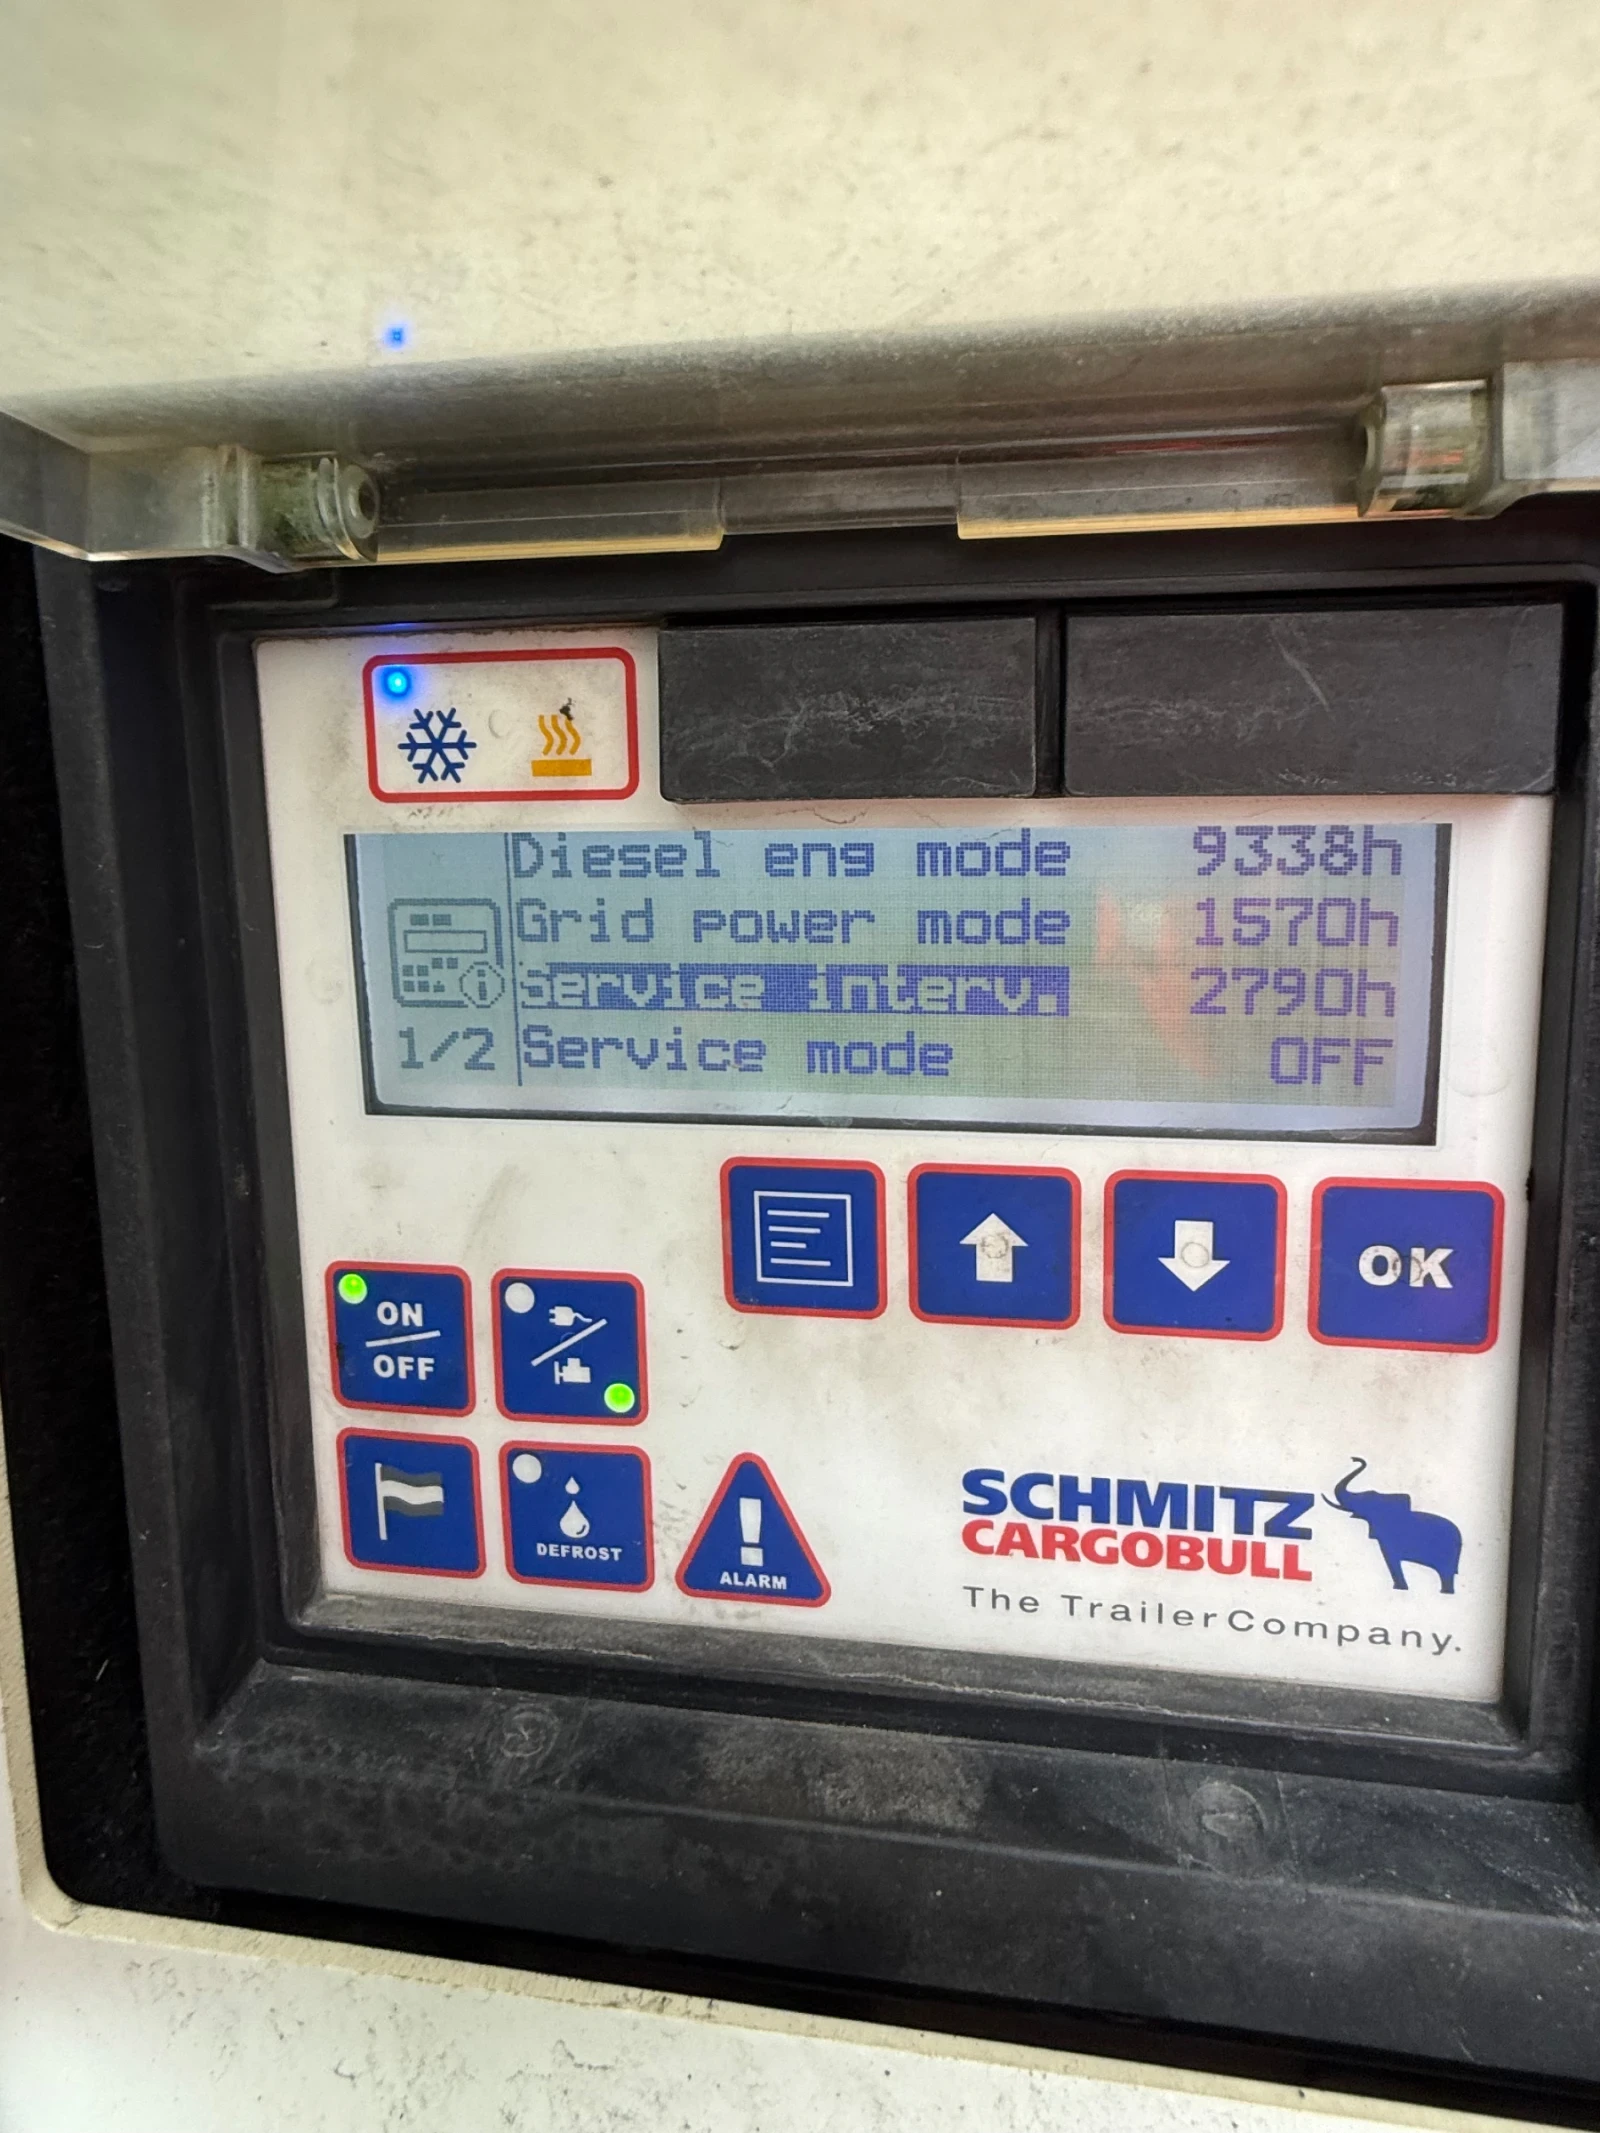 Diesel eng mode 9338h
Grid power mode 1570h
Service interv. 2790h
1/2 Service mode OFF
OK
ON
OFF
DEFROST
ALARM
SCHMITZ
CARGOBULL
The TrailerCompany.